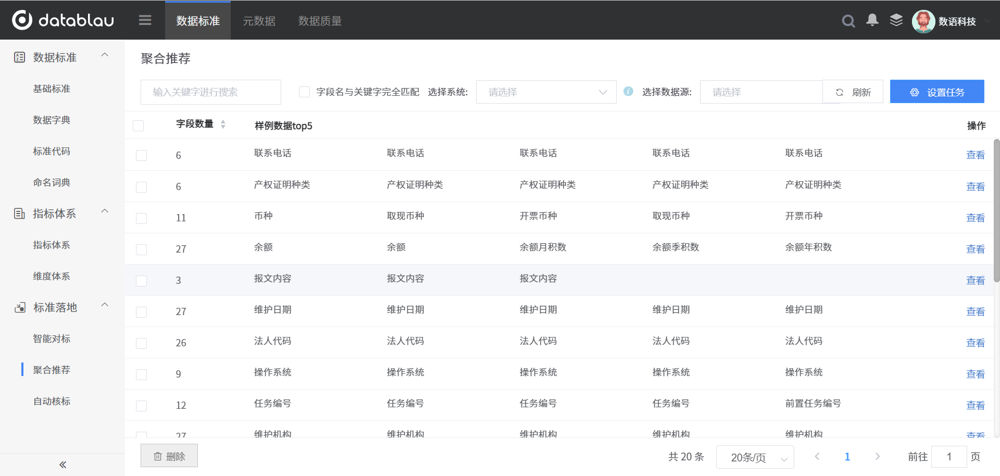 datablau
数据标准
元数据
数据质量
数语科技
数据标准
基础标准
数据字典
标准代码
命名词典
指标体系
指标体系
维度体系
标准落地
智能对标
聚合推荐
自动核标
聚合推荐
输入关键字进行搜索
字段名与关键字完全匹配
选择系统:
请选择
选择数据源:
请选择
刷新
设置任务
字段数量 样例数据top5 操作
6 联系电话 联系电话 联系电话 联系电话 联系电话 查看
6 产权证明种类 产权证明种类 产权证明种类 产权证明种类 产权证明种类 查看
11 币种 取现币种 开票币种 取现币种 开票币种 查看
27 余额 余额 余额月积数 余额季积数 余额年积数 查看
3 报文内容 报文内容 报文内容 查看
27 维护日期 维护日期 维护日期 维护日期 维护日期 查看
26 法人代码 法人代码 法人代码 法人代码 法人代码 查看
9 操作系统 操作系统 操作系统 操作系统 操作系统 查看
12 任务编号 任务编号 任务编号 任务编号 前置任务编号 查看
27 维护机构 维护机构 维护机构 维护机构 维护机构 查看
删除
共 20 条
20条/页
1
前往 1 页